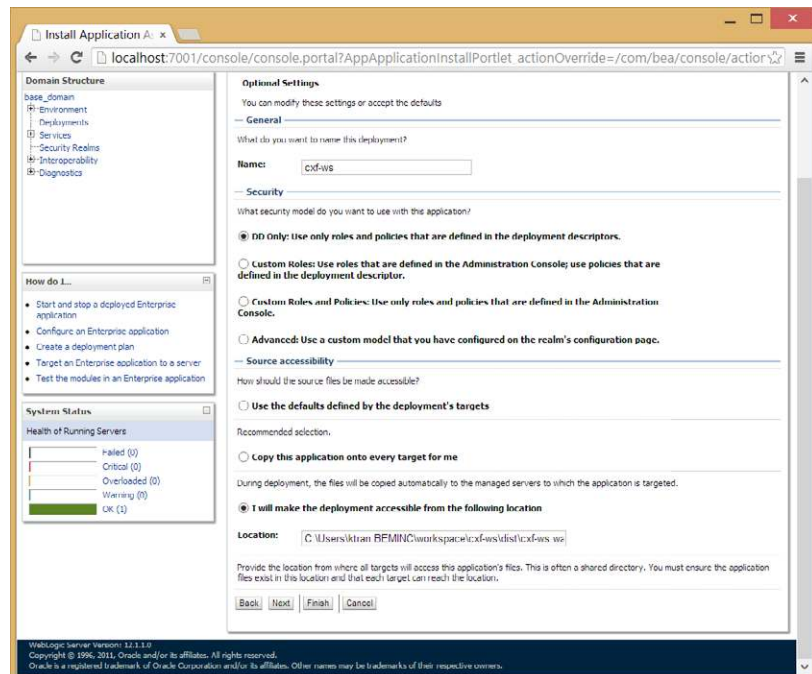 Install Application A
localhost:7001/console/console.portal?AppApplicationInstallPortlet_actionOverride=/com/bea/console/action
Domain Structure
base_domain
Environment
Deployments
Services
Security Realms
Interoperability
Diagnostics
How do I...
Start and stop a deployed Enterprise
application
Configure an Enterprise application
Create a deployment plan
Target an Enterprise application to a server
Test the modules in an Enterprise application
System Status
Health of Running Servers
Failed (0)
Critical (0)
Overloaded (0)
Warning (0)
OK (1)
Optional Settings
You can modify these settings or accept the defaults
General
What do you want to name this deployment?
Name: cxf-ws
Security
What security model do you want to use with this application?
DD Only: Use only roles and policies that are defined in the deployment descriptors.
Custom Roles: Use roles that are defined in the Administration Console; use policies that are
defined in the deployment descriptor.
Custom Roles and Policies: Use only roles and policies that are defined in the Administration
Console.
Advanced: Use a custom model that you have configured on the realm's configuration page.
Source accessibility
How should the source files be made accessible?
Use the defaults defined by the deployment's targets
Recommended selection.
Copy this application onto every target for me
During deployment, the files will be copied automatically to the managed servers to which the application is targeted.
I will make the deployment accessible from the following location
Location: C:\Users\ktran.BEMINC\workspace\cxf-ws\dist\cxf-ws.wa
Provide the location from where all targets will access this application's files. This is often a shared directory. You must ensure the application
files exist in this location and that each target can reach the location.
Back Next Finish Cancel
WebLogic Server Version: 12.1.1.0
Copyright © 1996, 2011, Oracle and/or its affiliates. All rights reserved.
Oracle is a registered trademark of Oracle Corporation and/or its affiliates. Other names may be trademarks of their respective owners.